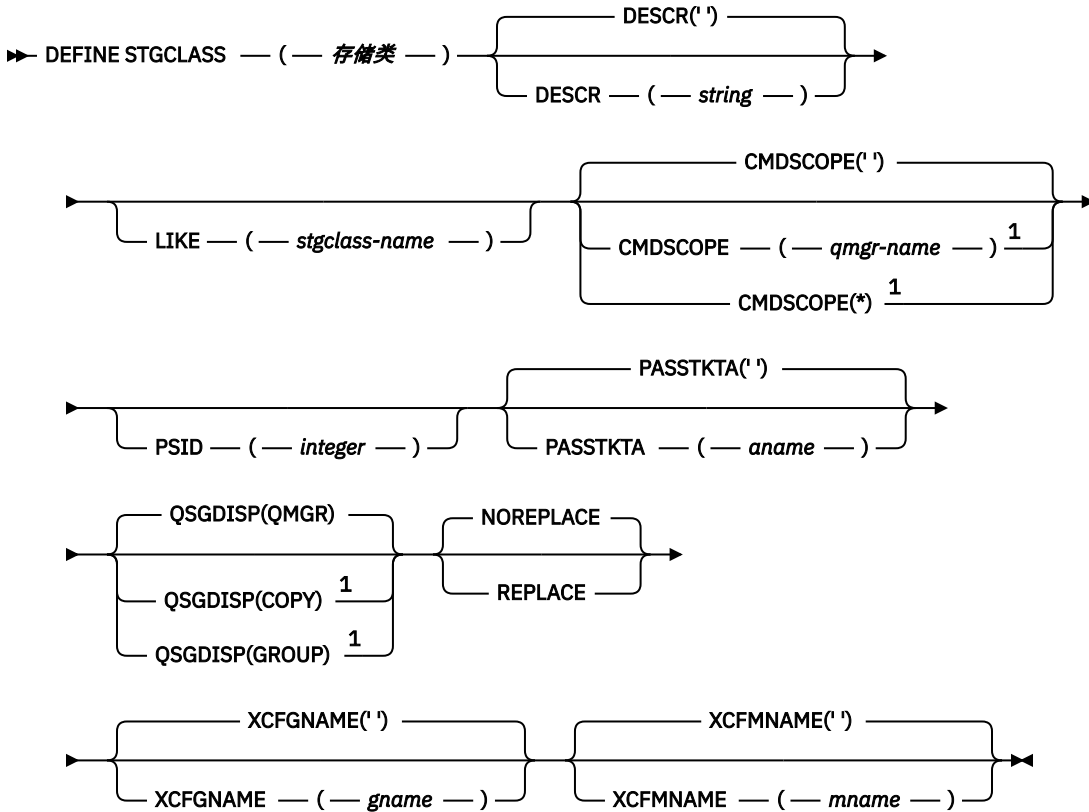 DESCR(' ')
DEFINE STGCLASS ( 存储类 )
DESCR ( string )
CMDSCOPE(' ')
LIKE ( stgclass-name )
CMDSCOPE ( qmgr-name ) 1
CMDSCOPE(*) 1
PASSTKTA(' ')
PSID ( integer )
PASSTKTA ( aname )
QSGDISP(QMGR)
NOREPLACE
QSGDISP(COPY) 1
REPLACE
QSGDISP(GROUP) 1
XCFGNAME(' ')
XCFMNAME(' ')
XCFGNAME ( gname )
XCFMNAME ( mname )